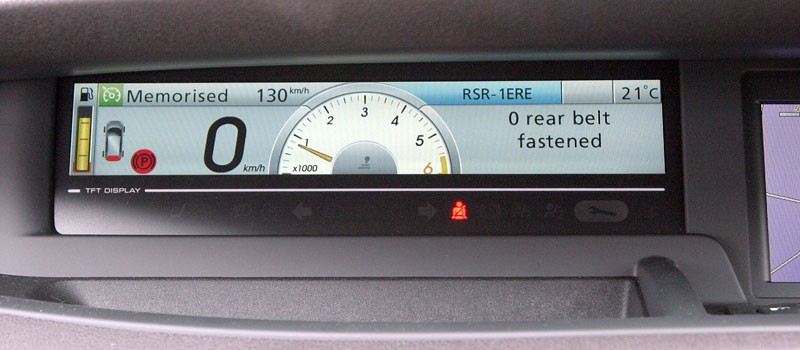 Memorised 130 km/h
RSR-1ERE
21°C
0 rear belt
fastened
0
km/h
P
1 2 3 4 5 6
x1000
TFT DISPLAY